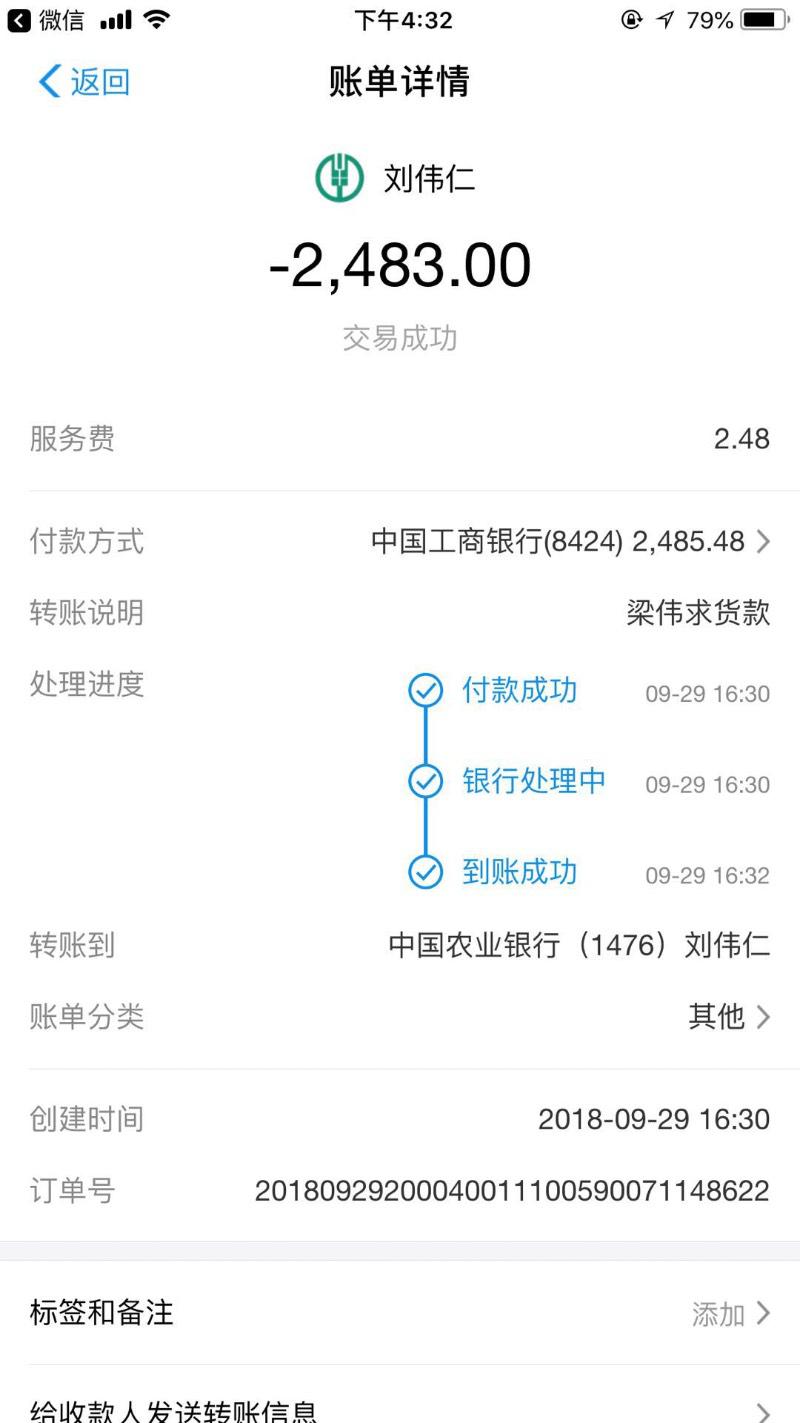 微信 下午4:32 79%
返回 账单详情
刘伟仁
-2,483.00
交易成功
服务费 2.48
付款方式 中国工商银行(8424) 2,485.48
转账说明 梁伟求货款
处理进度 付款成功 09-29 16:30
银行处理中 09-29 16:30
到账成功 09-29 16:32
转账到 中国农业银行（1476）刘伟仁
账单分类 其他
创建时间 2018-09-29 16:30
订单号 20180929200040011100590071148622
标签和备注 添加
给收款人发送转账信息